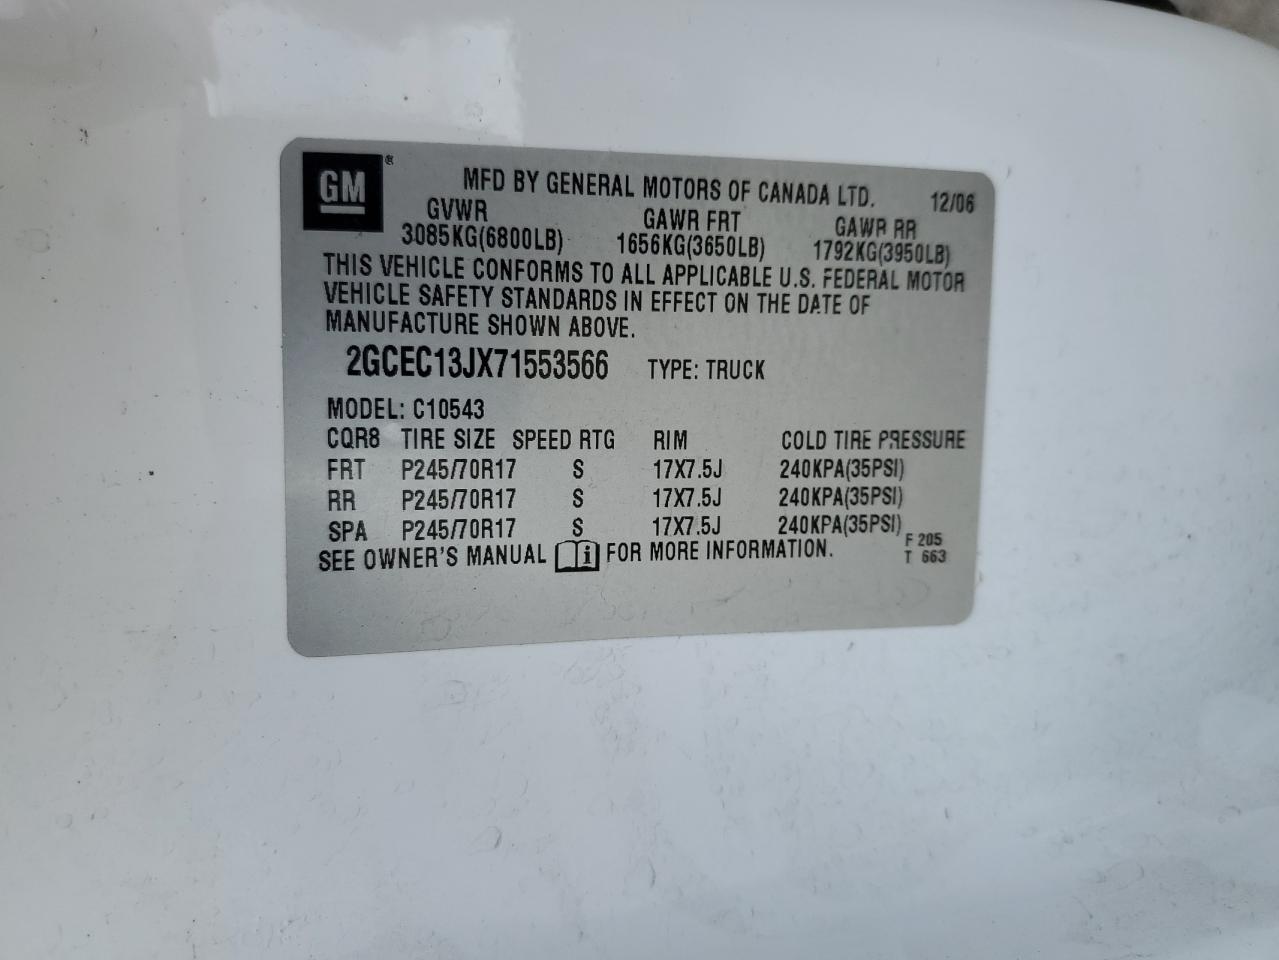 GM ®
MFD BY GENERAL MOTORS OF CANADA LTD. 12/06
GVWR GAWR FRT GAWR RR
3085KG(6800LB) 1656KG(3650LB) 1792KG(3950LB)
THIS VEHICLE CONFORMS TO ALL APPLICABLE U.S. FEDERAL MOTOR
VEHICLE SAFETY STANDARDS IN EFFECT ON THE DATE OF
MANUFACTURE SHOWN ABOVE.
2GCEC13JX71553566 TYPE: TRUCK
MODEL: C10543
CQR8 TIRE SIZE SPEED RTG RIM COLD TIRE PRESSURE
FRT P245/70R17 S 17X7.5J 240KPA(35PSI)
RR P245/70R17 S 17X7.5J 240KPA(35PSI)
SPA P245/70R17 S 17X7.5J 240KPA(35PSI)
SEE OWNER'S MANUAL i FOR MORE INFORMATION.
F 205
T 663